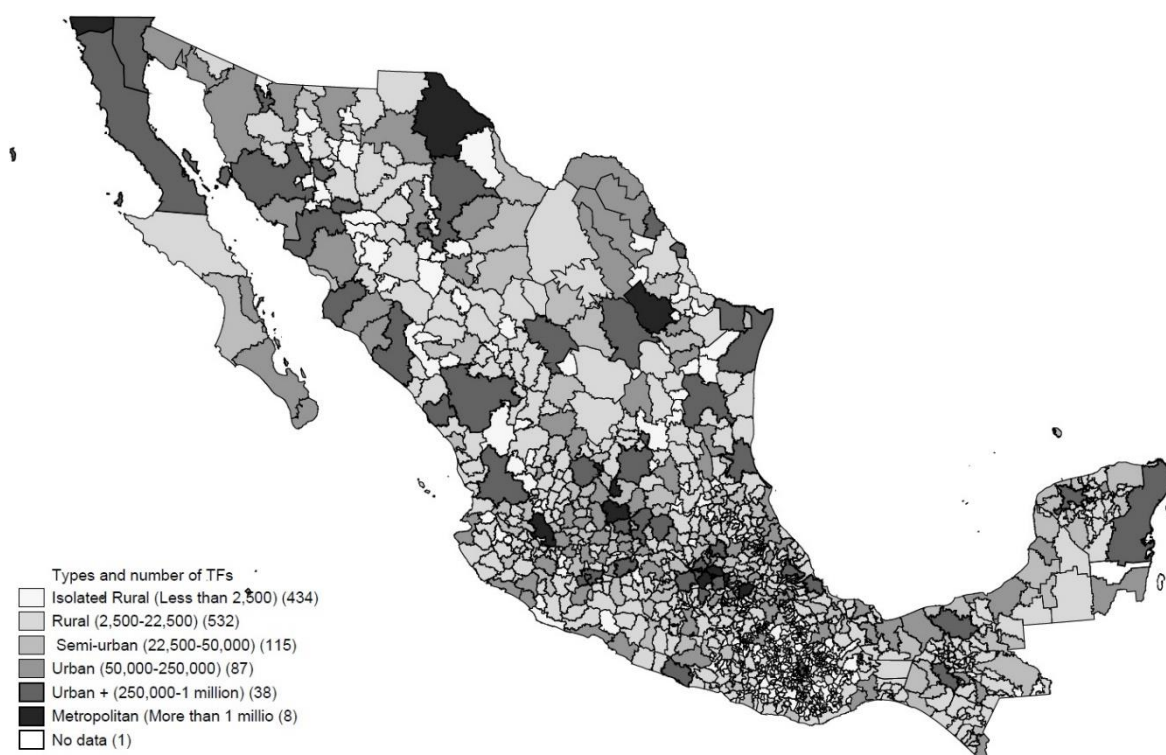 Types and number of TFs
Isolated Rural (Less than 2,500) (434)
Rural (2,500-22,500) (532)
Semi-urban (22,500-50,000) (115)
Urban (50,000-250,000) (87)
Urban + (250,000-1 million) (38)
Metropolitan (More than 1 millio (8)
No data (1)